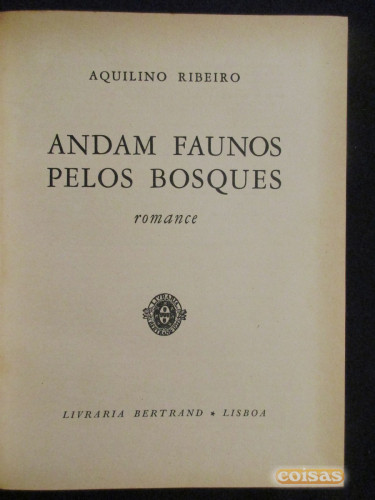 AQUILINO RIBEIRO
ANDAM FAUNOS
PELOS BOSQUES
romance
LIVRARIA BERTRAND • LISBOA
coisas